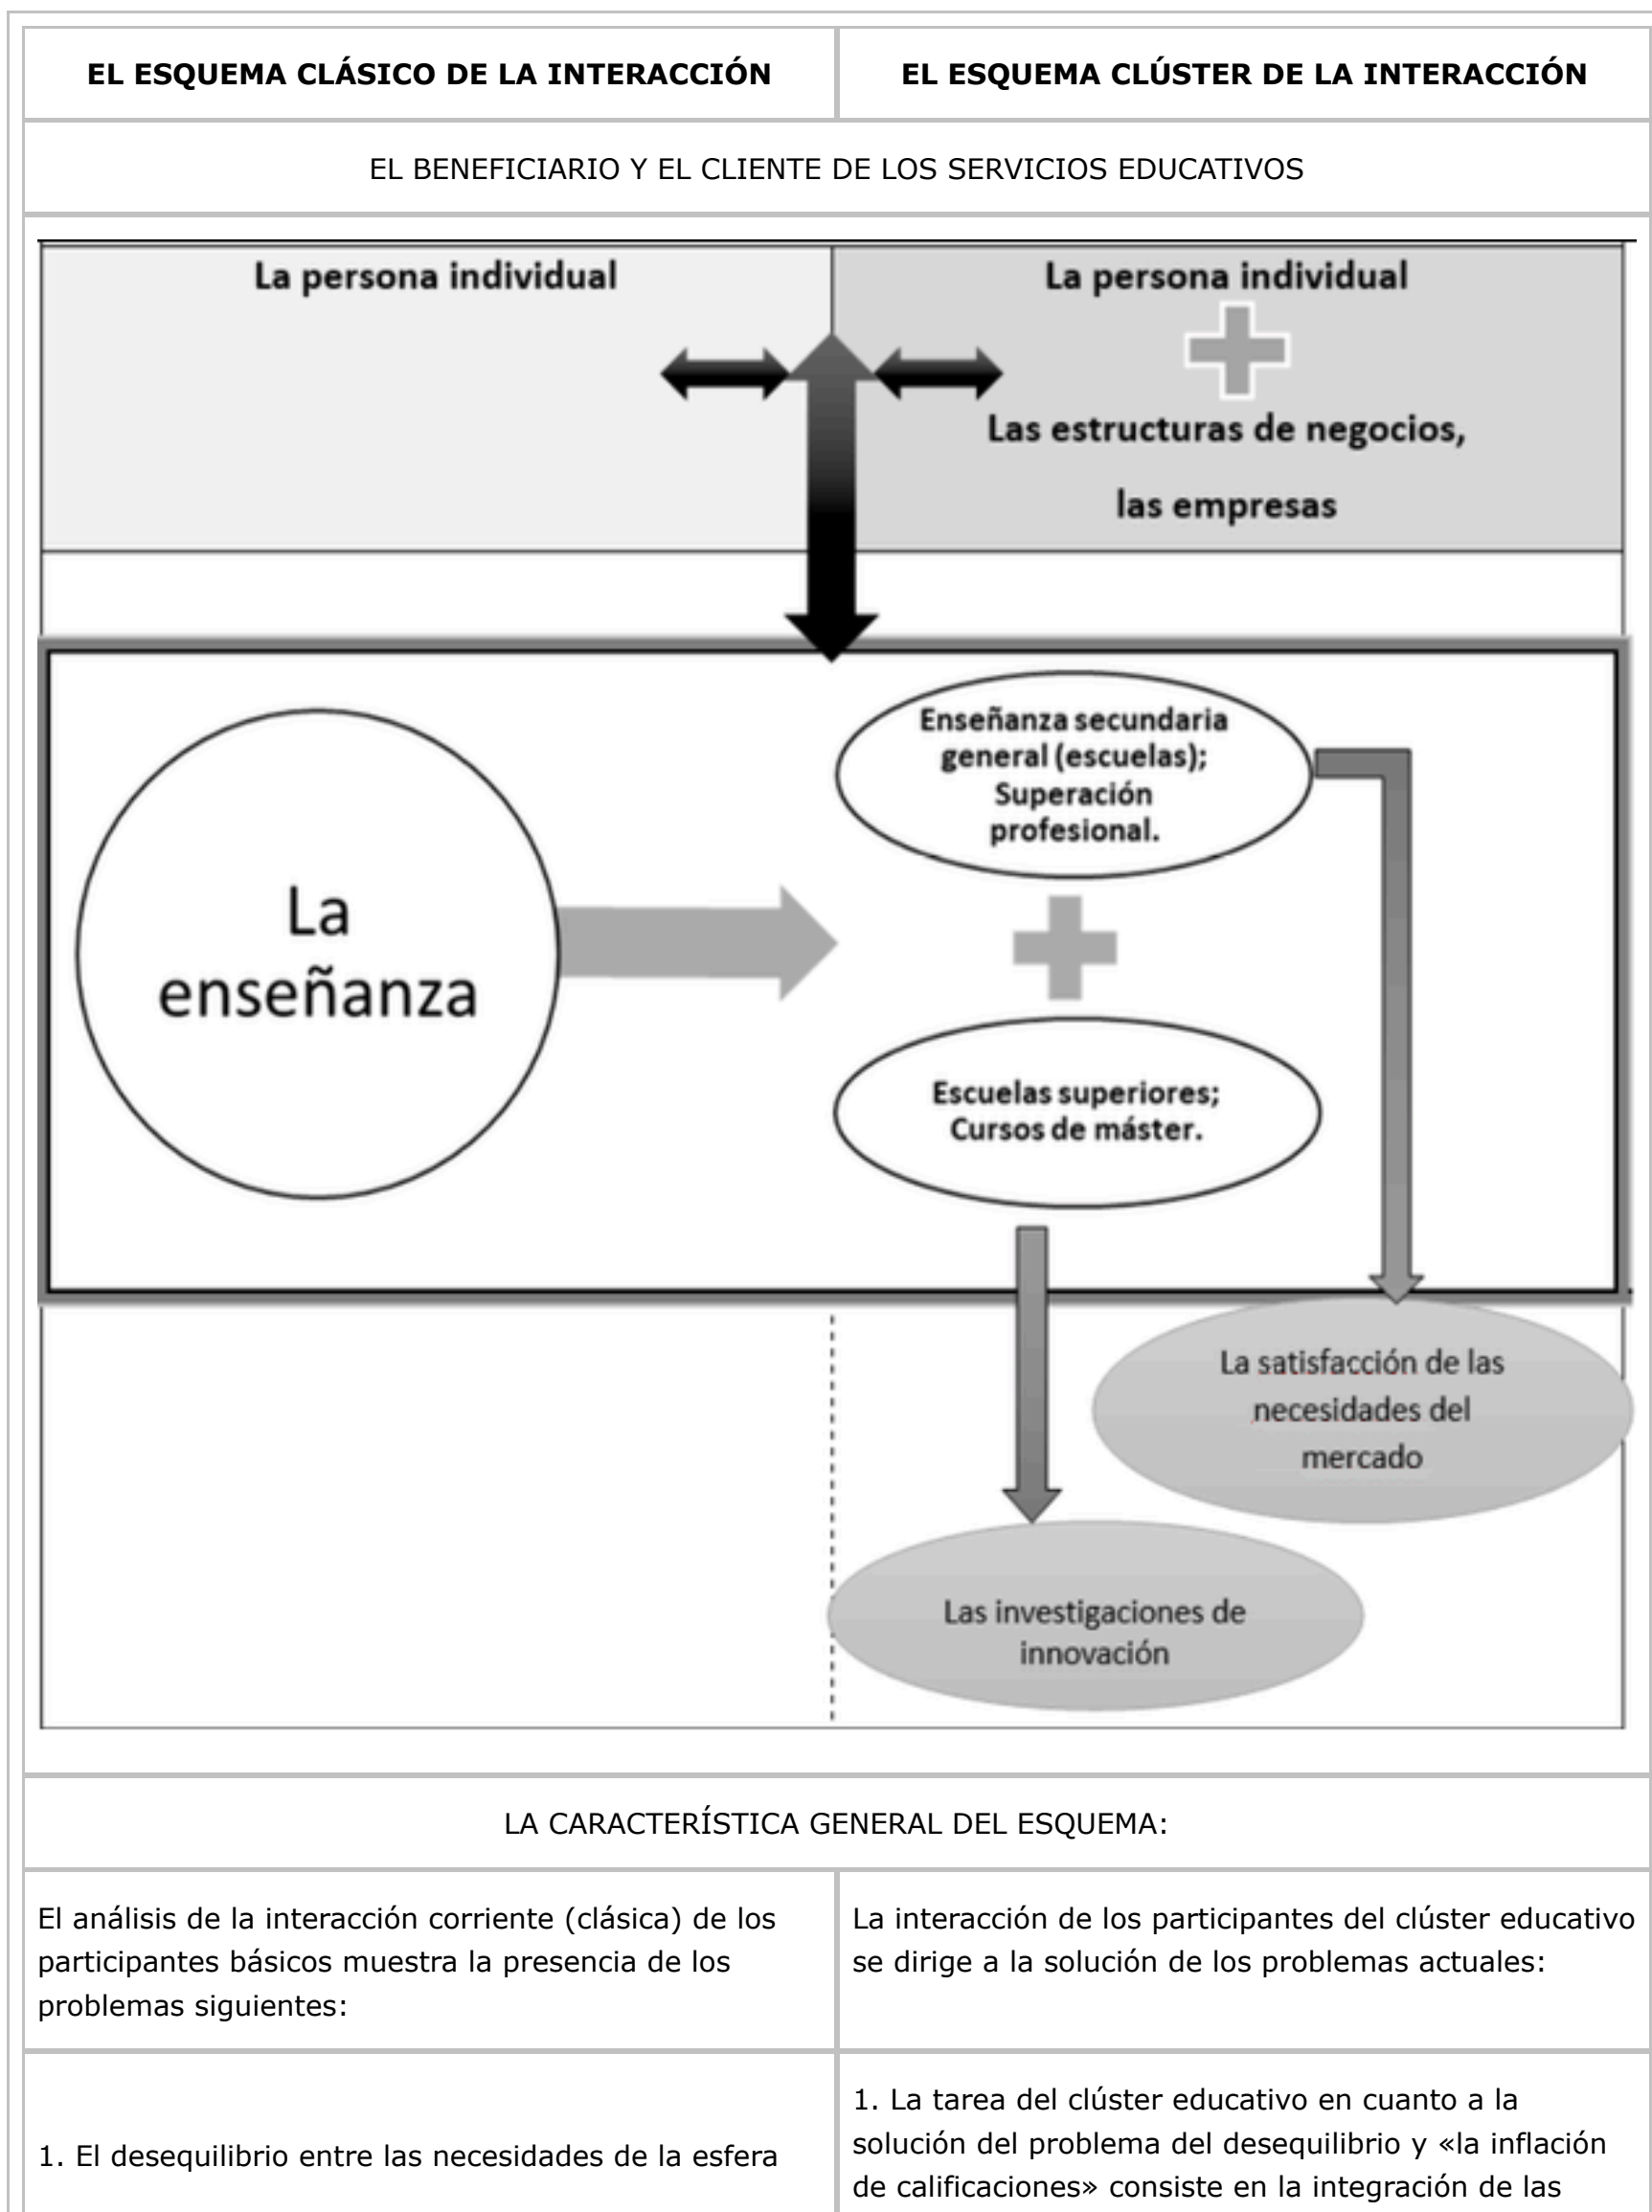 EL ESQUEMA CLÁSICO DE LA INTERACCIÓN
EL ESQUEMA CLÚSTER DE LA INTERACCIÓN
EL BENEFICIARIO Y EL CLIENTE DE LOS SERVICIOS EDUCATIVOS
La persona individual
La persona individual
Las estructuras de negocios,
las empresas
La
enseñanza
Enseñanza secundaria
general (escuelas);
Superación
profesional.
Escuelas superiores;
Cursos de máster.
La satisfacción de las
necesidades del
mercado
Las investigaciones de
innovación
LA CARACTERÍSTICA GENERAL DEL ESQUEMA:
El análisis de la interacción corriente (clásica) de los
participantes básicos muestra la presencia de los
problemas siguientes:
La interacción de los participantes del clúster educativo
se dirige a la solución de los problemas actuales:
1. El desequilibrio entre las necesidades de la esfera
1. La tarea del clúster educativo en cuanto a la
solución del problema del desequilibrio y «la inflación
de calificaciones» consiste en la integración de las